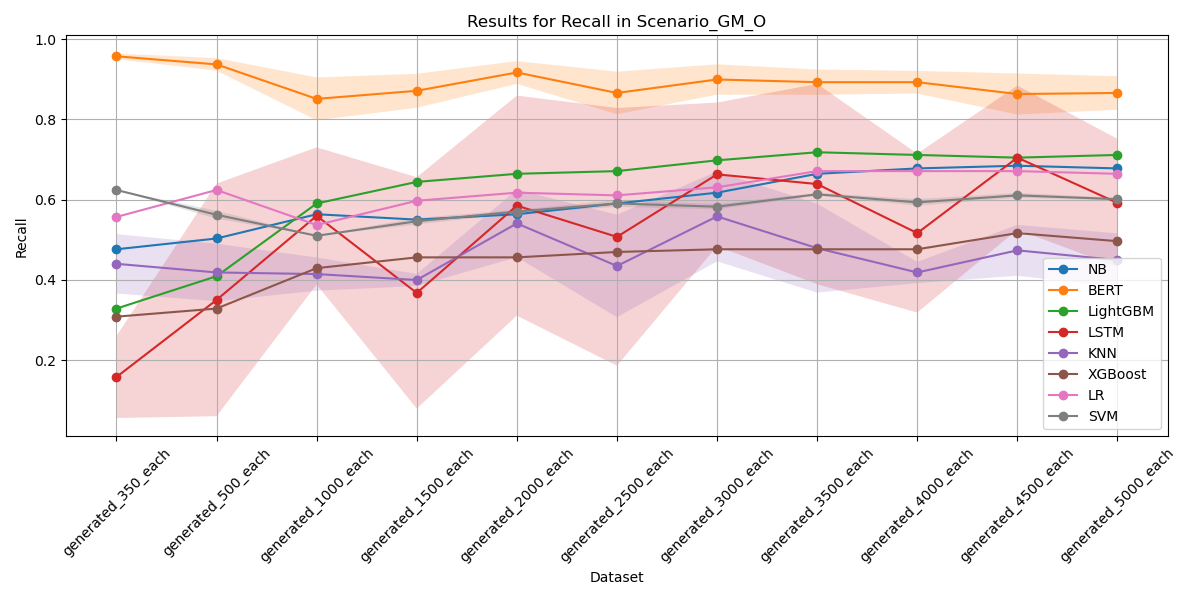 Results for Recall in Scenario_GM_O
1.0
0.8
0.6
0.4
0.2
Recall
NB
BERT
LightGBM
LSTM
KNN
XGBoost
LR
SVM
generated_350_each
generated_500_each
generated_1000_each
generated_1500_each
generated_2000_each
generated_2500_each
generated_3000_each
generated_3500_each
generated_4000_each
generated_4500_each
generated_5000_each
Dataset